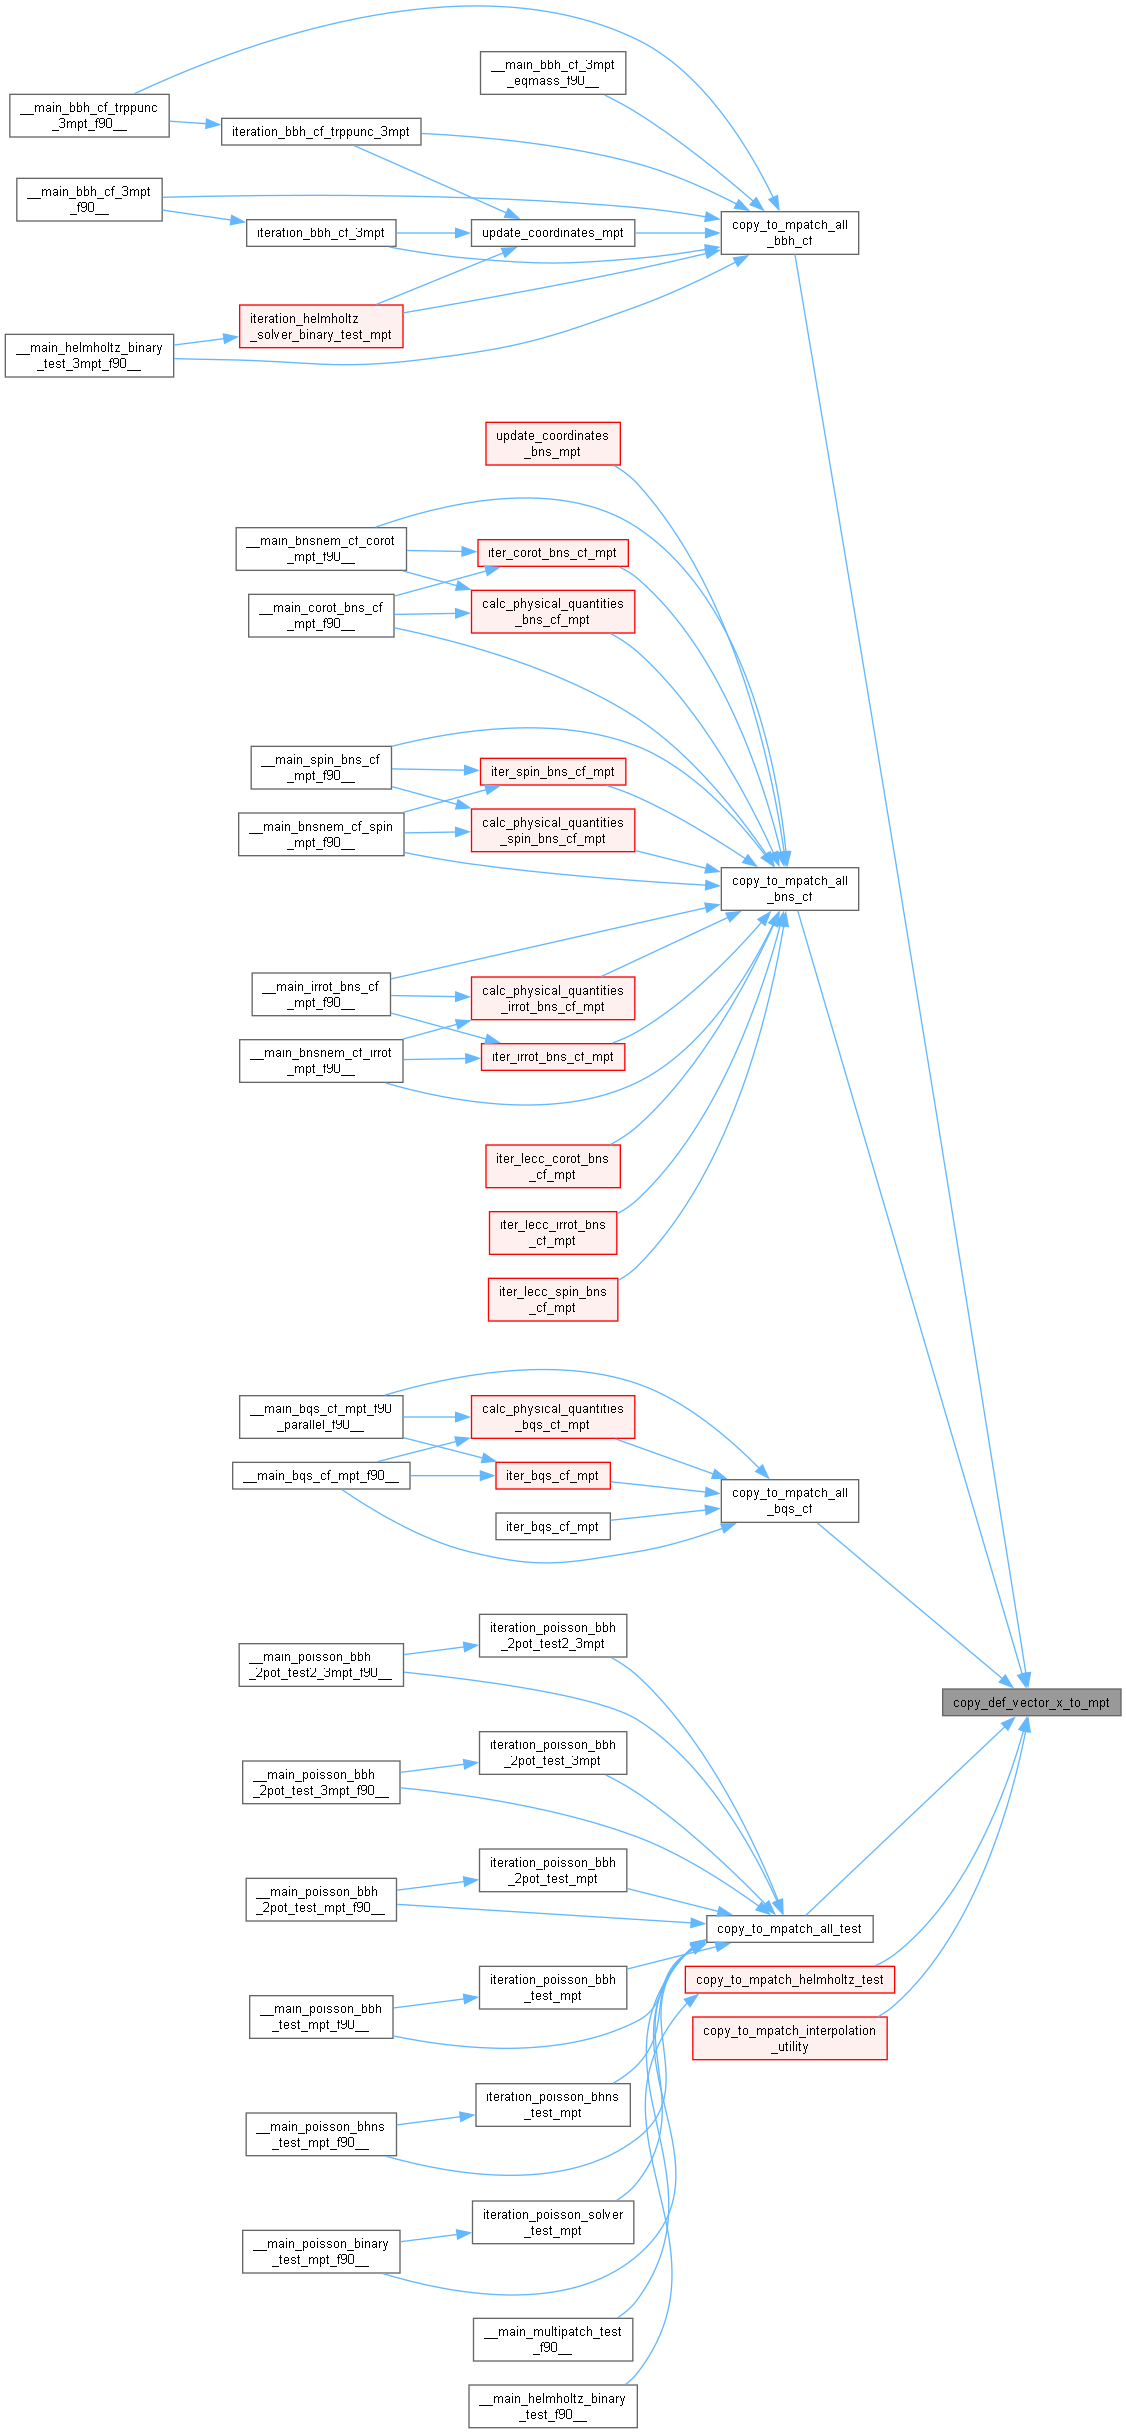 __main_bbh_cf_3mpt
_eqmass_f90__
__main_bbh_cf_trppunc
_3mpt_f90__
iteration_bbh_cf_trppunc_3mpt
__main_bbh_cf_3mpt
_f90__
iteration_bbh_cf_3mpt
update_coordinates_mpt
copy_to_mpatch_all
_bbh_cf
iteration_helmholtz
_solver_binary_test_mpt
__main_helmholtz_binary
_test_3mpt_f90__
update_coordinates
_bns_mpt
__main_bnsnem_cf_corot
_mpt_f90__
iter_corot_bns_cf_mpt
__main_corot_bns_cf
_mpt_f90__
calc_physical_quantities
_bns_cf_mpt
__main_spin_bns_cf
_mpt_f90__
iter_spin_bns_cf_mpt
__main_bnsnem_cf_spin
_mpt_f90__
calc_physical_quantities
_spin_bns_cf_mpt
copy_to_mpatch_all
_bns_cf
__main_irrot_bns_cf
_mpt_f90__
calc_physical_quantities
_irrot_bns_cf_mpt
__main_bnsnem_cf_irrot
_mpt_f90__
iter_irrot_bns_cf_mpt
iter_lecc_corot_bns
_cf_mpt
iter_lecc_irrot_bns
_cf_mpt
iter_lecc_spin_bns
_cf_mpt
__main_bqs_cf_mpt_f90
_parallel_f90__
calc_physical_quantities
_bqs_cf_mpt
__main_bqs_cf_mpt_f90__
iter_bqs_cf_mpt
copy_to_mpatch_all
_bqs_cf
iter_bqs_cf_mpt
iteration_poisson_bbh
_2pot_test2_3mpt
__main_poisson_bbh
_2pot_test2_3mpt_f90__
copy_def_vector_x_to_mpt
iteration_poisson_bbh
_2pot_test_3mpt
__main_poisson_bbh
_2pot_test_3mpt_f90__
iteration_poisson_bbh
_2pot_test_mpt
__main_poisson_bbh
_2pot_test_mpt_f90__
copy_to_mpatch_all_test
iteration_poisson_bbh
_test_mpt
copy_to_mpatch_helmholtz_test
__main_poisson_bbh
_test_mpt_f90__
copy_to_mpatch_interpolation
_utility
iteration_poisson_bhns
_test_mpt
__main_poisson_bhns
_test_mpt_f90__
iteration_poisson_solver
_test_mpt
__main_poisson_binary
_test_mpt_f90__
__main_multipatch_test
_f90__
__main_helmholtz_binary
_test_f90__